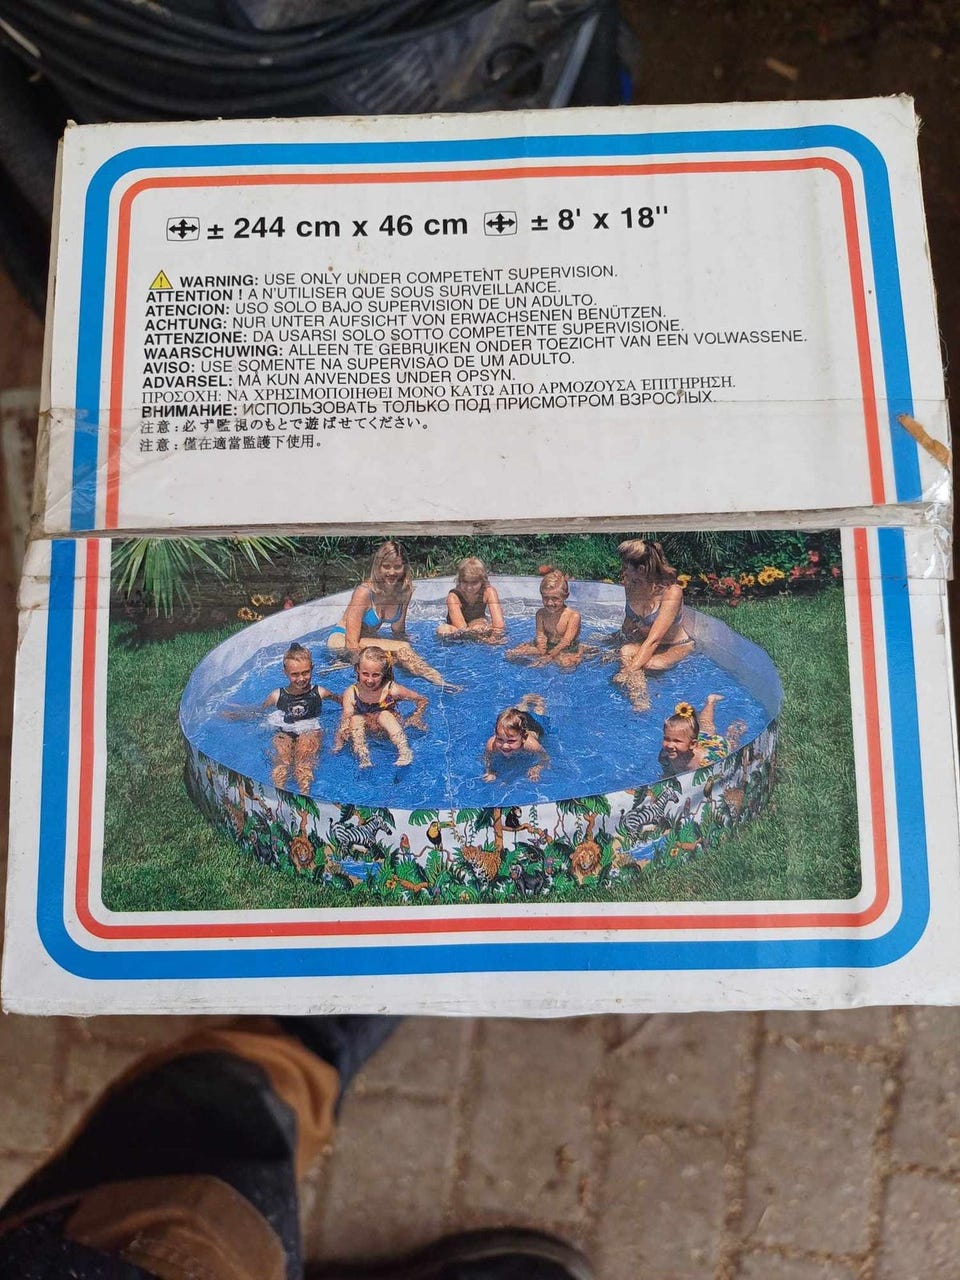 ± 244 cm x 46 cm ± 8' x 18"
WARNING: USE ONLY UNDER COMPETENT SUPERVISION.
ATTENTION ! A N'UTILISER QUE SOUS SURVEILLANCE.
ATENCION: USO SOLO BAJO SUPERVISION DE UN ADULTO.
ACHTUNG: NUR UNTER AUFSICHT VON ERWACHSENEN BENÜTZEN.
ATTENZIONE: DA USARSI SOLO SOTTO COMPETENTE SUPERVISIONE.
WAARSCHUWING: ALLEEN TE GEBRUIKEN ONDER TOEZICHT VAN EEN VOLWASSENE.
AVISO: USE SOMENTE NA SUPERVISÃO DE UM ADULTO.
ADVARSEL: MÅ KUN ANVENDES UNDER OPSYN.
ΠΡΟΣΟΧΗ: ΝΑ ΧΡΗΣΙΜΟΠΟΙΗΘΕΙ ΜΟΝΟ ΚΑΤΩ ΑΠΟ ΑΡΜΟΖΟΥΣΑ ΕΠΙΤΗΡΗΣΗ.
ВНИМАНИЕ: ИСПОЛЬЗОВАТЬ ТОЛЬКО ПОД ПРИСМОТРОМ ВЗРОСЛЫХ.
注意 : 必ず監視のもとで遊ばせてください。
注意 : 僅在適當監護下使用。